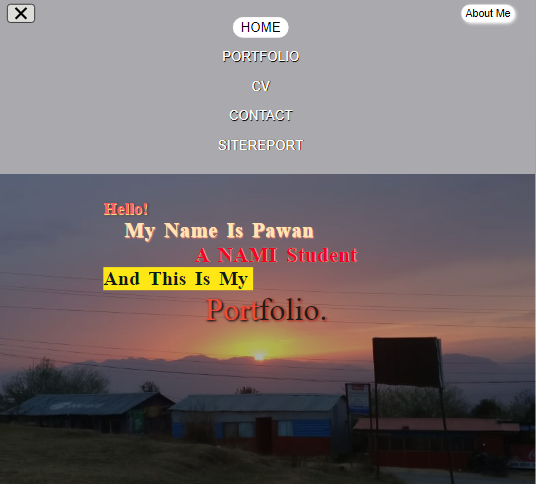 About Me
HOME
PORTFOLIO
CV
CONTACT
SITEREPORT
Hello!
My Name Is Pawan
A NAMI Student
And This Is My
Portfolio.